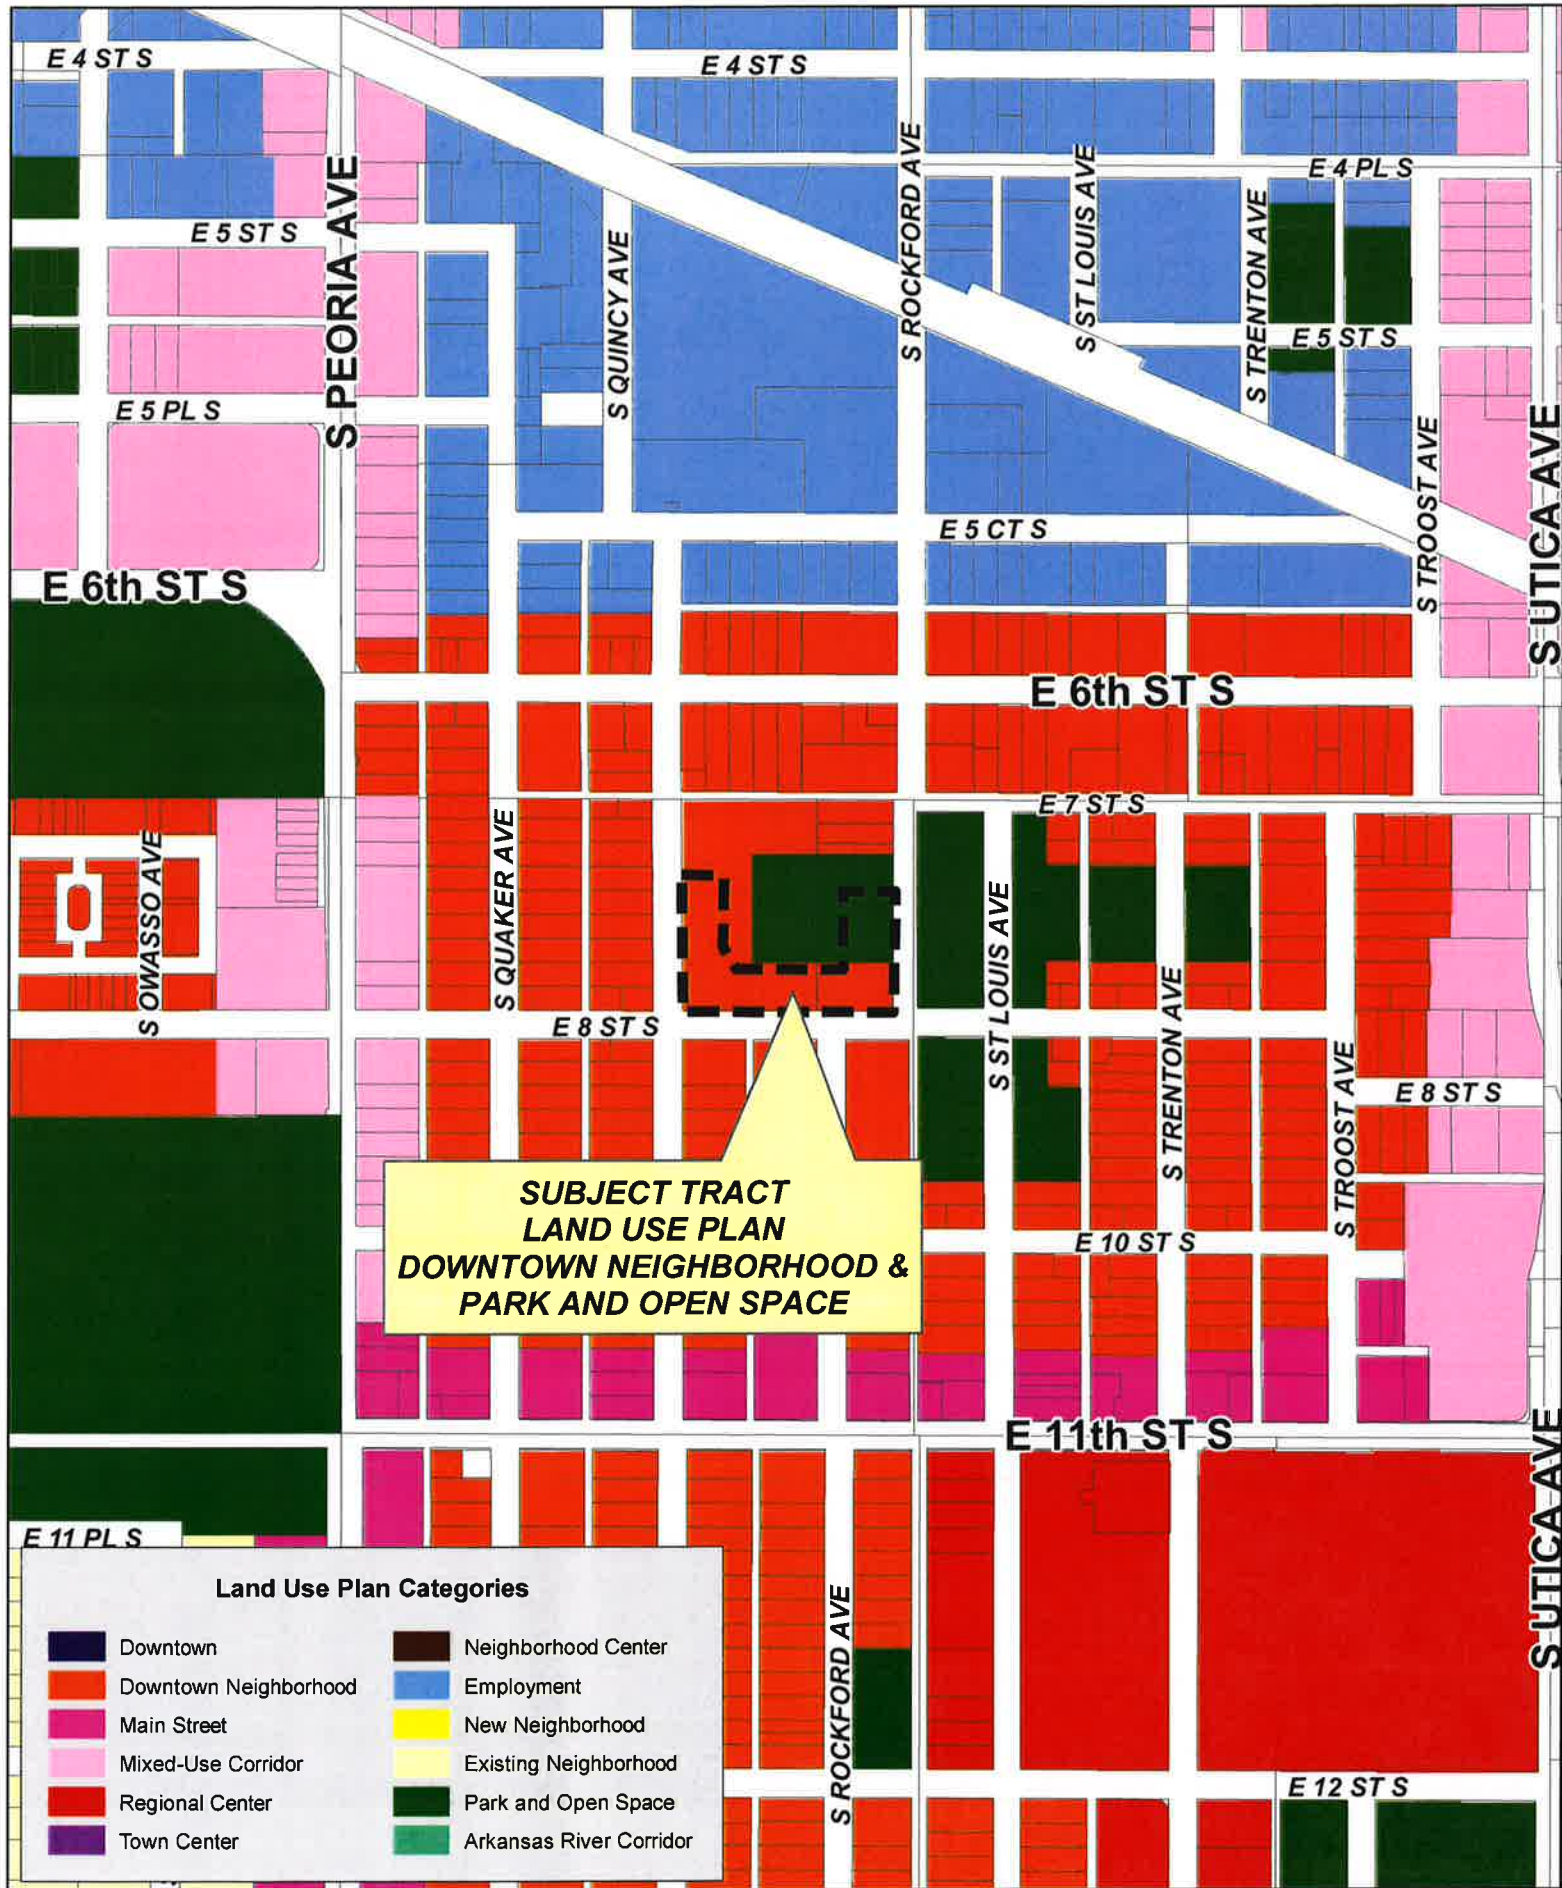 E 4 ST S
E 4 ST S
E 4 PL S
E 5 ST S
S PEORIA AVE
S QUINCY AVE
S ROCKFORD AVE
S ST LOUIS AVE
S TRENTON AVE
E 5 ST S
E 5 PL S
S TROOST AVE
S UTICA AVE
E 5 CT S
E 6th ST S
E 6th ST S
E 7 ST S
S OWASSO AVE
S QUAKER AVE
S ST LOUIS AVE
S TRENTON AVE
E 8 ST S
S TROOST AVE
E 8 ST S
SUBJECT TRACT
LAND USE PLAN
DOWNTOWN NEIGHBORHOOD &
PARK AND OPEN SPACE
E 10 ST S
E 11th ST S
S UTICA AVE
E 11 PL S
S ROCKFORD AVE
E 12 ST S
Land Use Plan Categories
Downtown
Downtown Neighborhood
Main Street
Mixed-Use Corridor
Regional Center
Town Center
Neighborhood Center
Employment
New Neighborhood
Existing Neighborhood
Park and Open Space
Arkansas River Corridor